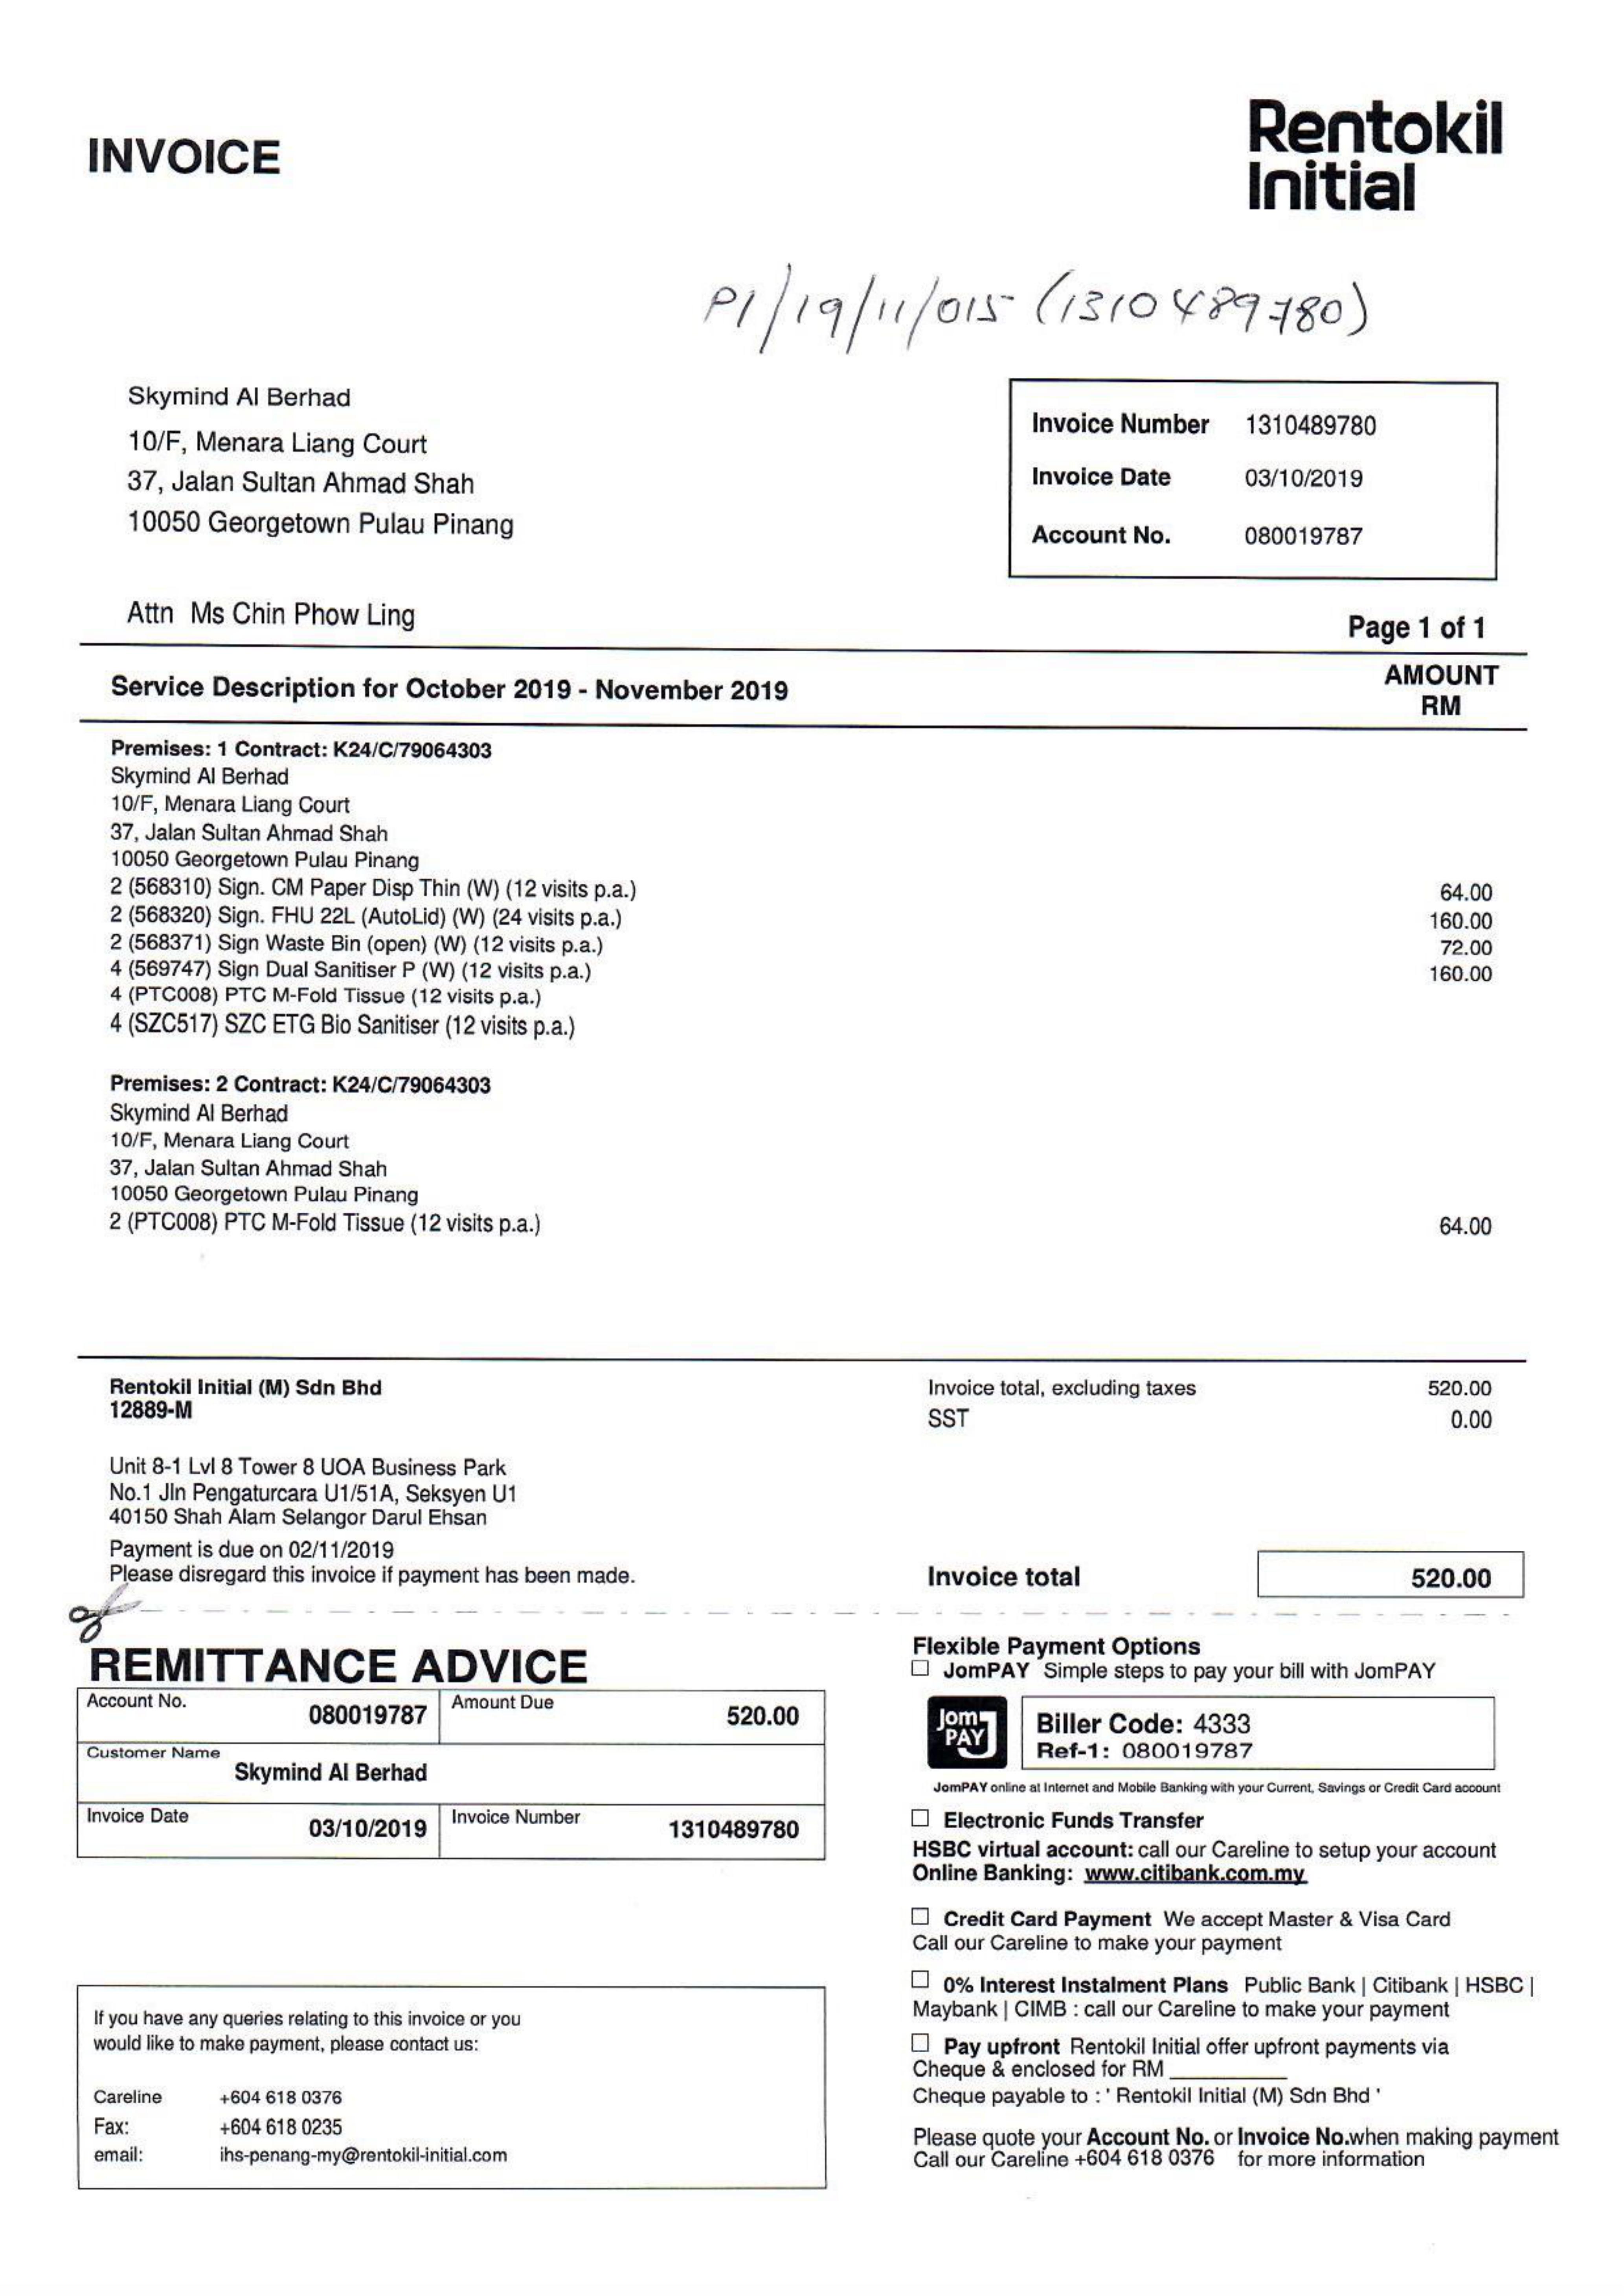 INVOICE
Rentokil
Initial
PI/19/11/015 (1310489780)
Skymind AI Berhad
10/F, Menara Liang Court
37, Jalan Sultan Ahmad Shah
10050 Georgetown Pulau Pinang
Invoice Number 1310489780
Invoice Date 03/10/2019
Account No. 080019787
Attn Ms Chin Phow Ling
Page 1 of 1
Service Description for October 2019 - November 2019
AMOUNT
RM
Premises: 1 Contract: K24/C/79064303
Skymind AI Berhad
10/F, Menara Liang Court
37, Jalan Sultan Ahmad Shah
10050 Georgetown Pulau Pinang
2 (568310) Sign. CM Paper Disp Thin (W) (12 visits p.a.) 64.00
2 (568320) Sign. FHU 22L (AutoLid) (W) (24 visits p.a.) 160.00
2 (568371) Sign Waste Bin (open) (W) (12 visits p.a.) 72.00
4 (569747) Sign Dual Sanitiser P (W) (12 visits p.a.) 160.00
4 (PTC008) PTC M-Fold Tissue (12 visits p.a.)
4 (SZC517) SZC ETG Bio Sanitiser (12 visits p.a.)
Premises: 2 Contract: K24/C/79064303
Skymind AI Berhad
10/F, Menara Liang Court
37, Jalan Sultan Ahmad Shah
10050 Georgetown Pulau Pinang
2 (PTC008) PTC M-Fold Tissue (12 visits p.a.) 64.00
Rentokil Initial (M) Sdn Bhd
12889-M
Unit 8-1 Lvl 8 Tower 8 UOA Business Park
No.1 Jln Pengaturcara U1/51A, Seksyen U1
40150 Shah Alam Selangor Darul Ehsan
Payment is due on 02/11/2019
Please disregard this invoice if payment has been made.
Invoice total, excluding taxes 520.00
SST 0.00
Invoice total 520.00
REMITTANCE ADVICE
Account No. 080019787 Amount Due 520.00
Customer Name
Skymind AI Berhad
Invoice Date 03/10/2019 Invoice Number 1310489780
If you have any queries relating to this invoice or you
would like to make payment, please contact us:
Careline +604 618 0376
Fax: +604 618 0235
email: ihs-penang-my@rentokil-initial.com
Flexible Payment Options
JomPAY Simple steps to pay your bill with JomPAY
Jom
PAY
Biller Code: 4333
Ref-1: 080019787
JomPAY online at Internet and Mobile Banking with your Current, Savings or Credit Card account
Electronic Funds Transfer
HSBC virtual account: call our Careline to setup your account
Online Banking: www.citibank.com.my
Credit Card Payment We accept Master & Visa Card
Call our Careline to make your payment
0% Interest Instalment Plans Public Bank | Citibank | HSBC |
Maybank | CIMB : call our Careline to make your payment
Pay upfront Rentokil Initial offer upfront payments via
Cheque & enclosed for RM
Cheque payable to : ' Rentokil Initial (M) Sdn Bhd '
Please quote your Account No. or Invoice No.when making payment
Call our Careline +604 618 0376 for more information